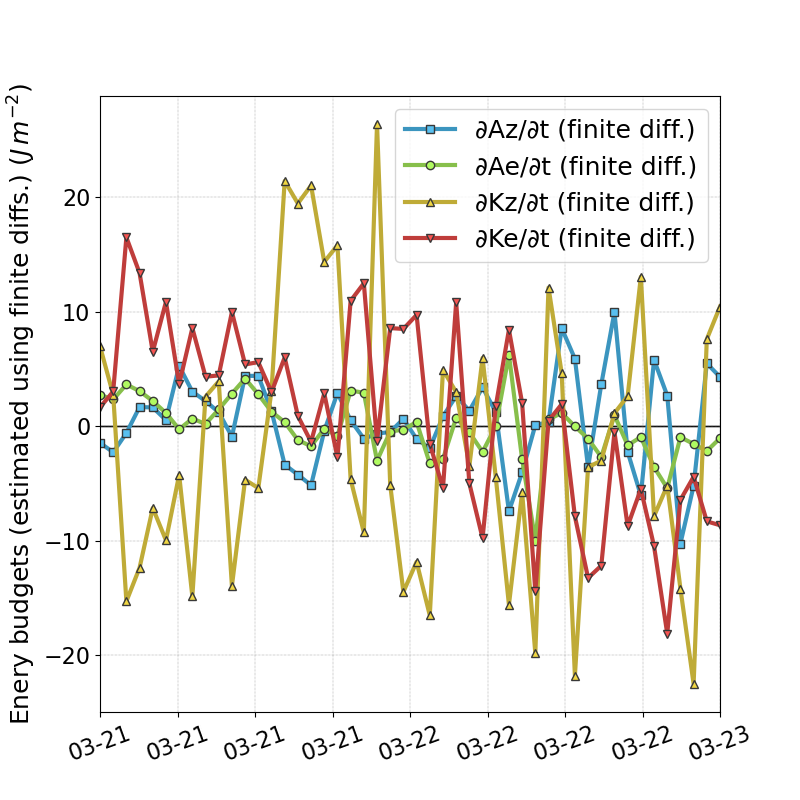 Enery budgets (estimated using finite diffs.) (J m⁻²)
∂Az/∂t (finite diff.)
∂Ae/∂t (finite diff.)
∂Kz/∂t (finite diff.)
∂Ke/∂t (finite diff.)
20
10
0
−10
−20
03-21 03-21 03-21 03-21 03-22 03-22 03-22 03-22 03-23